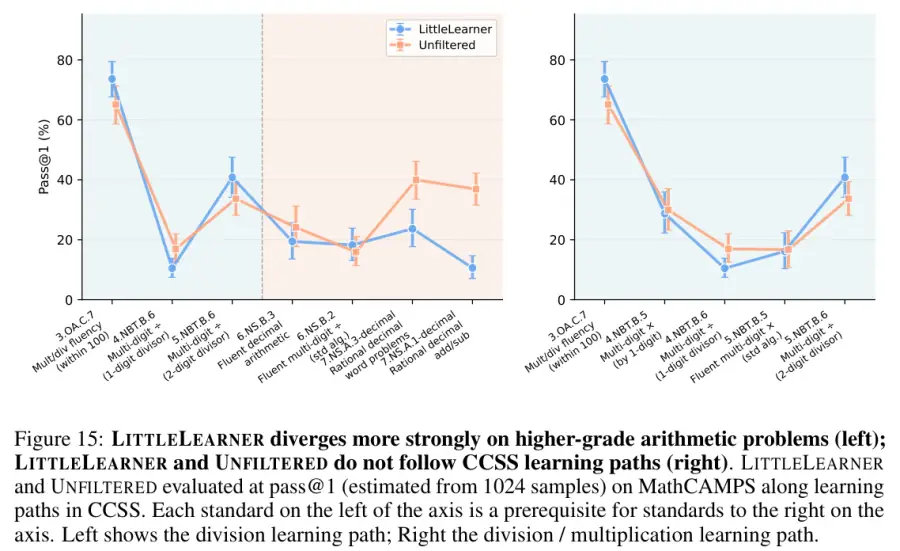 LittleLearner
Unfiltered
Pass@1 (%)
80
60
40
20
0
3.OA.C.7
Mult/div fluency
(within 100)
4.NBT.B.6
Multi-digit ÷
(1-digit divisor)
5.NBT.B.6
Multi-digit ÷
(2-digit divisor)
6.NS.B.3
Fluent decimal
arithmetic
6.NS.B.2
Fluent multi-digit ÷
(std alg.)
7.NS.A.3-decimal
Rational decimal
word problems
7.NS.A.1-decimal
Rational decimal
add/sub
80
60
40
20
0
3.OA.C.7
Mult/div fluency
(within 100)
4.NBT.B.5
Multi-digit x
(by 1-digit)
4.NBT.B.6
Multi-digit ÷
(1-digit divisor)
5.NBT.B.5
Fluent multi-digit x
(std alg.)
5.NBT.B.6
Multi-digit ÷
(2-digit divisor)
Figure 15: LITTLELEARNER diverges more strongly on higher-grade arithmetic problems (left);
LITTLELEARNER and UNFILTERED do not follow CCSS learning paths (right). LITTLELEARNER
and UNFILTERED evaluated at pass@1 (estimated from 1024 samples) on MathCAMPS along learning
paths in CCSS. Each standard on the left of the axis is a prerequisite for standards to the right on the
axis. Left shows the division learning path; Right the division / multiplication learning path.